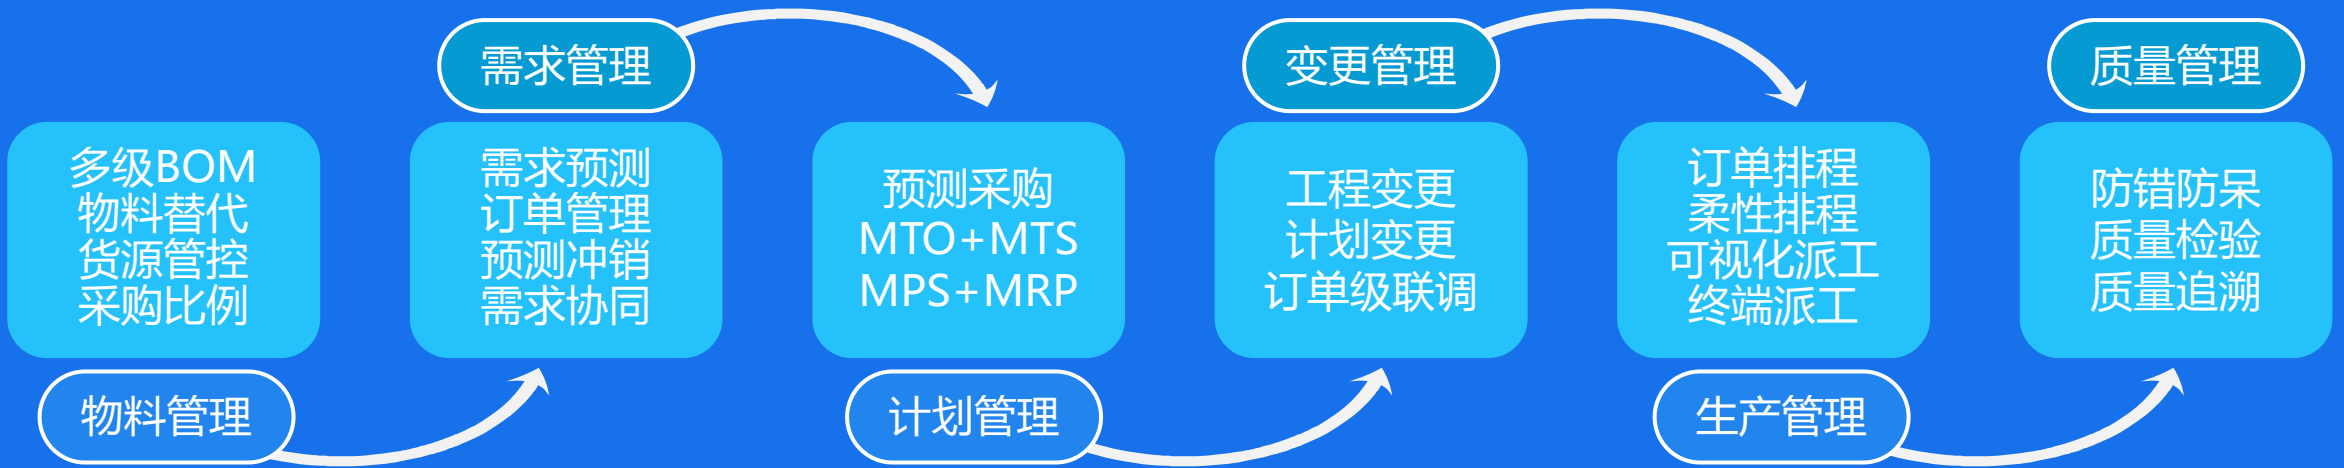 物料管理
多级BOM
物料替代
货源管控
采购比例
需求管理
需求预测
订单管理
预测冲销
需求协同
计划管理
预测采购
MTO+MTS
MPS+MRP
变更管理
工程变更
计划变更
订单级联调
生产管理
订单排程
柔性排程
可视化派工
终端派工
质量管理
防错防呆
质量检验
质量追溯